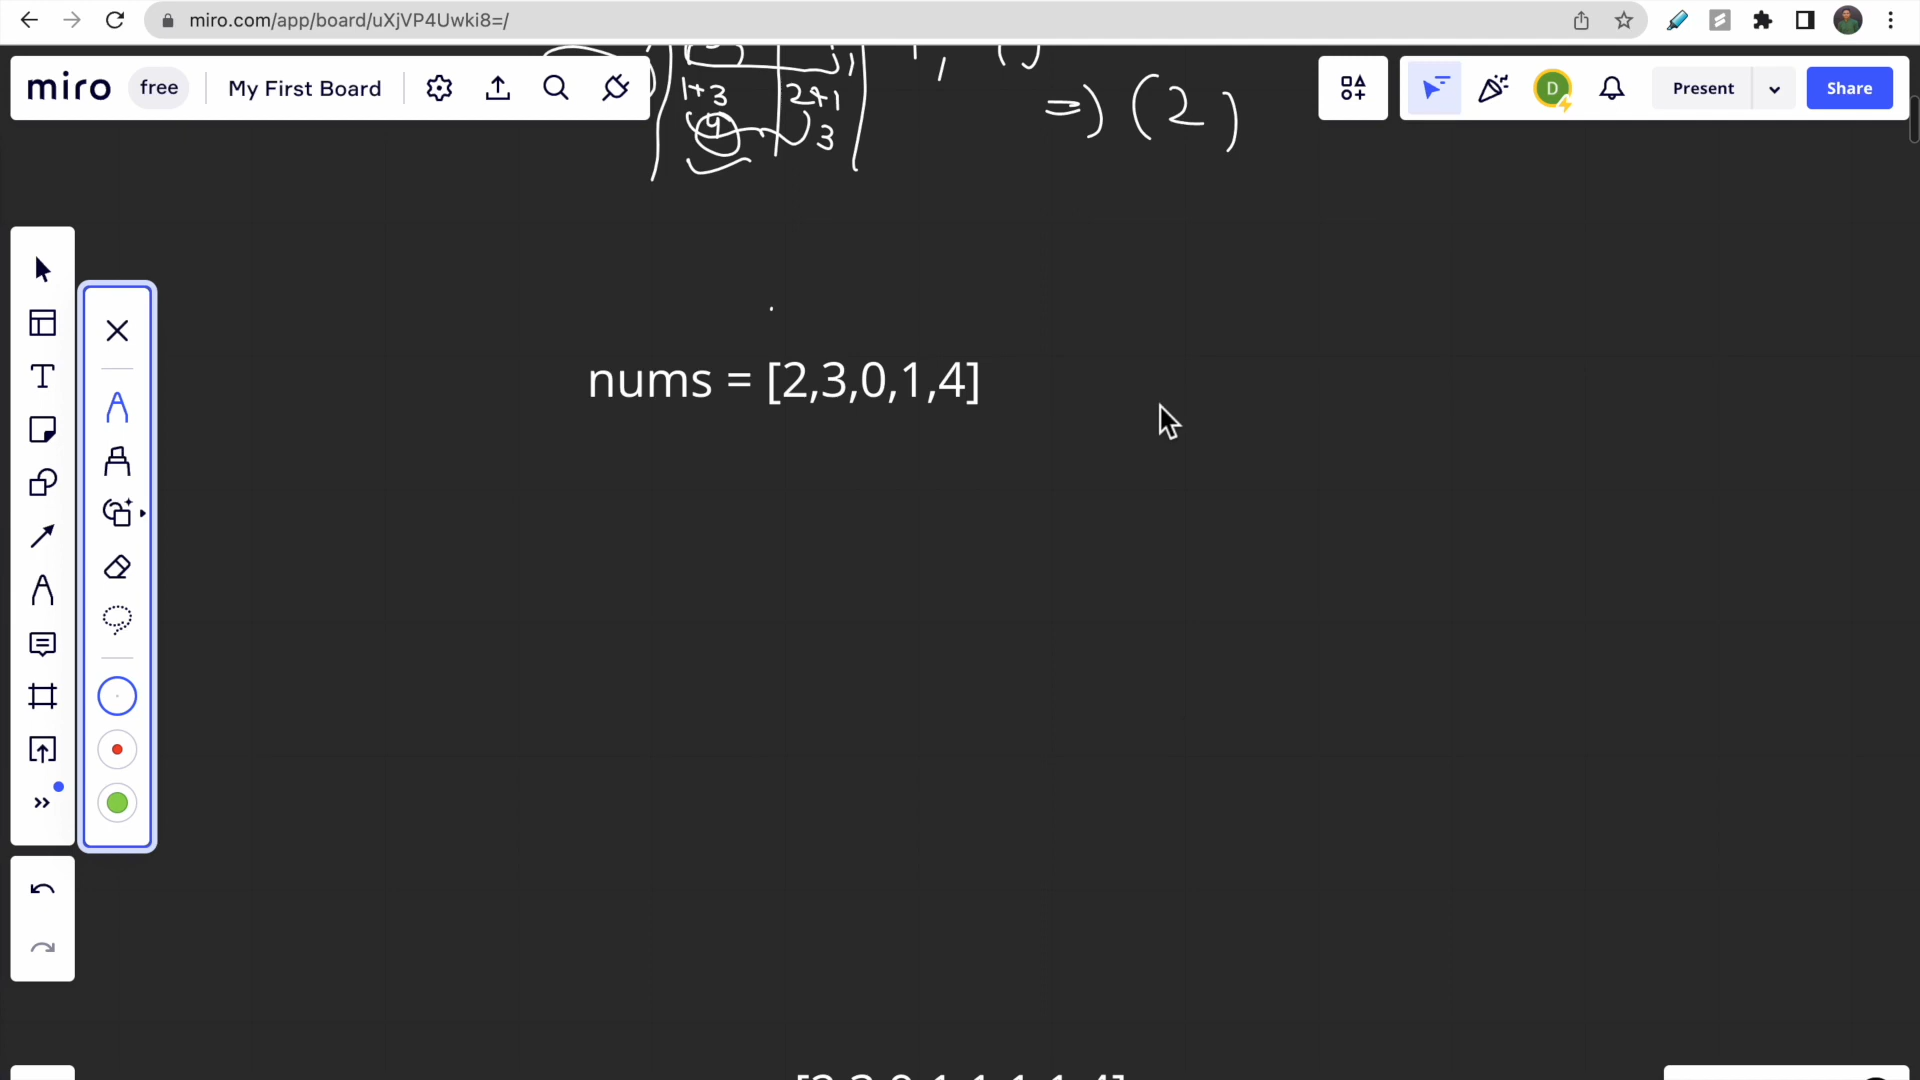 miro.com/app/board/uXjVP4Uwki8=/
miro free My First Board
D Present Share
1+3 2+1
4 3
=) (2)
nums = [2,3,0,1,4]